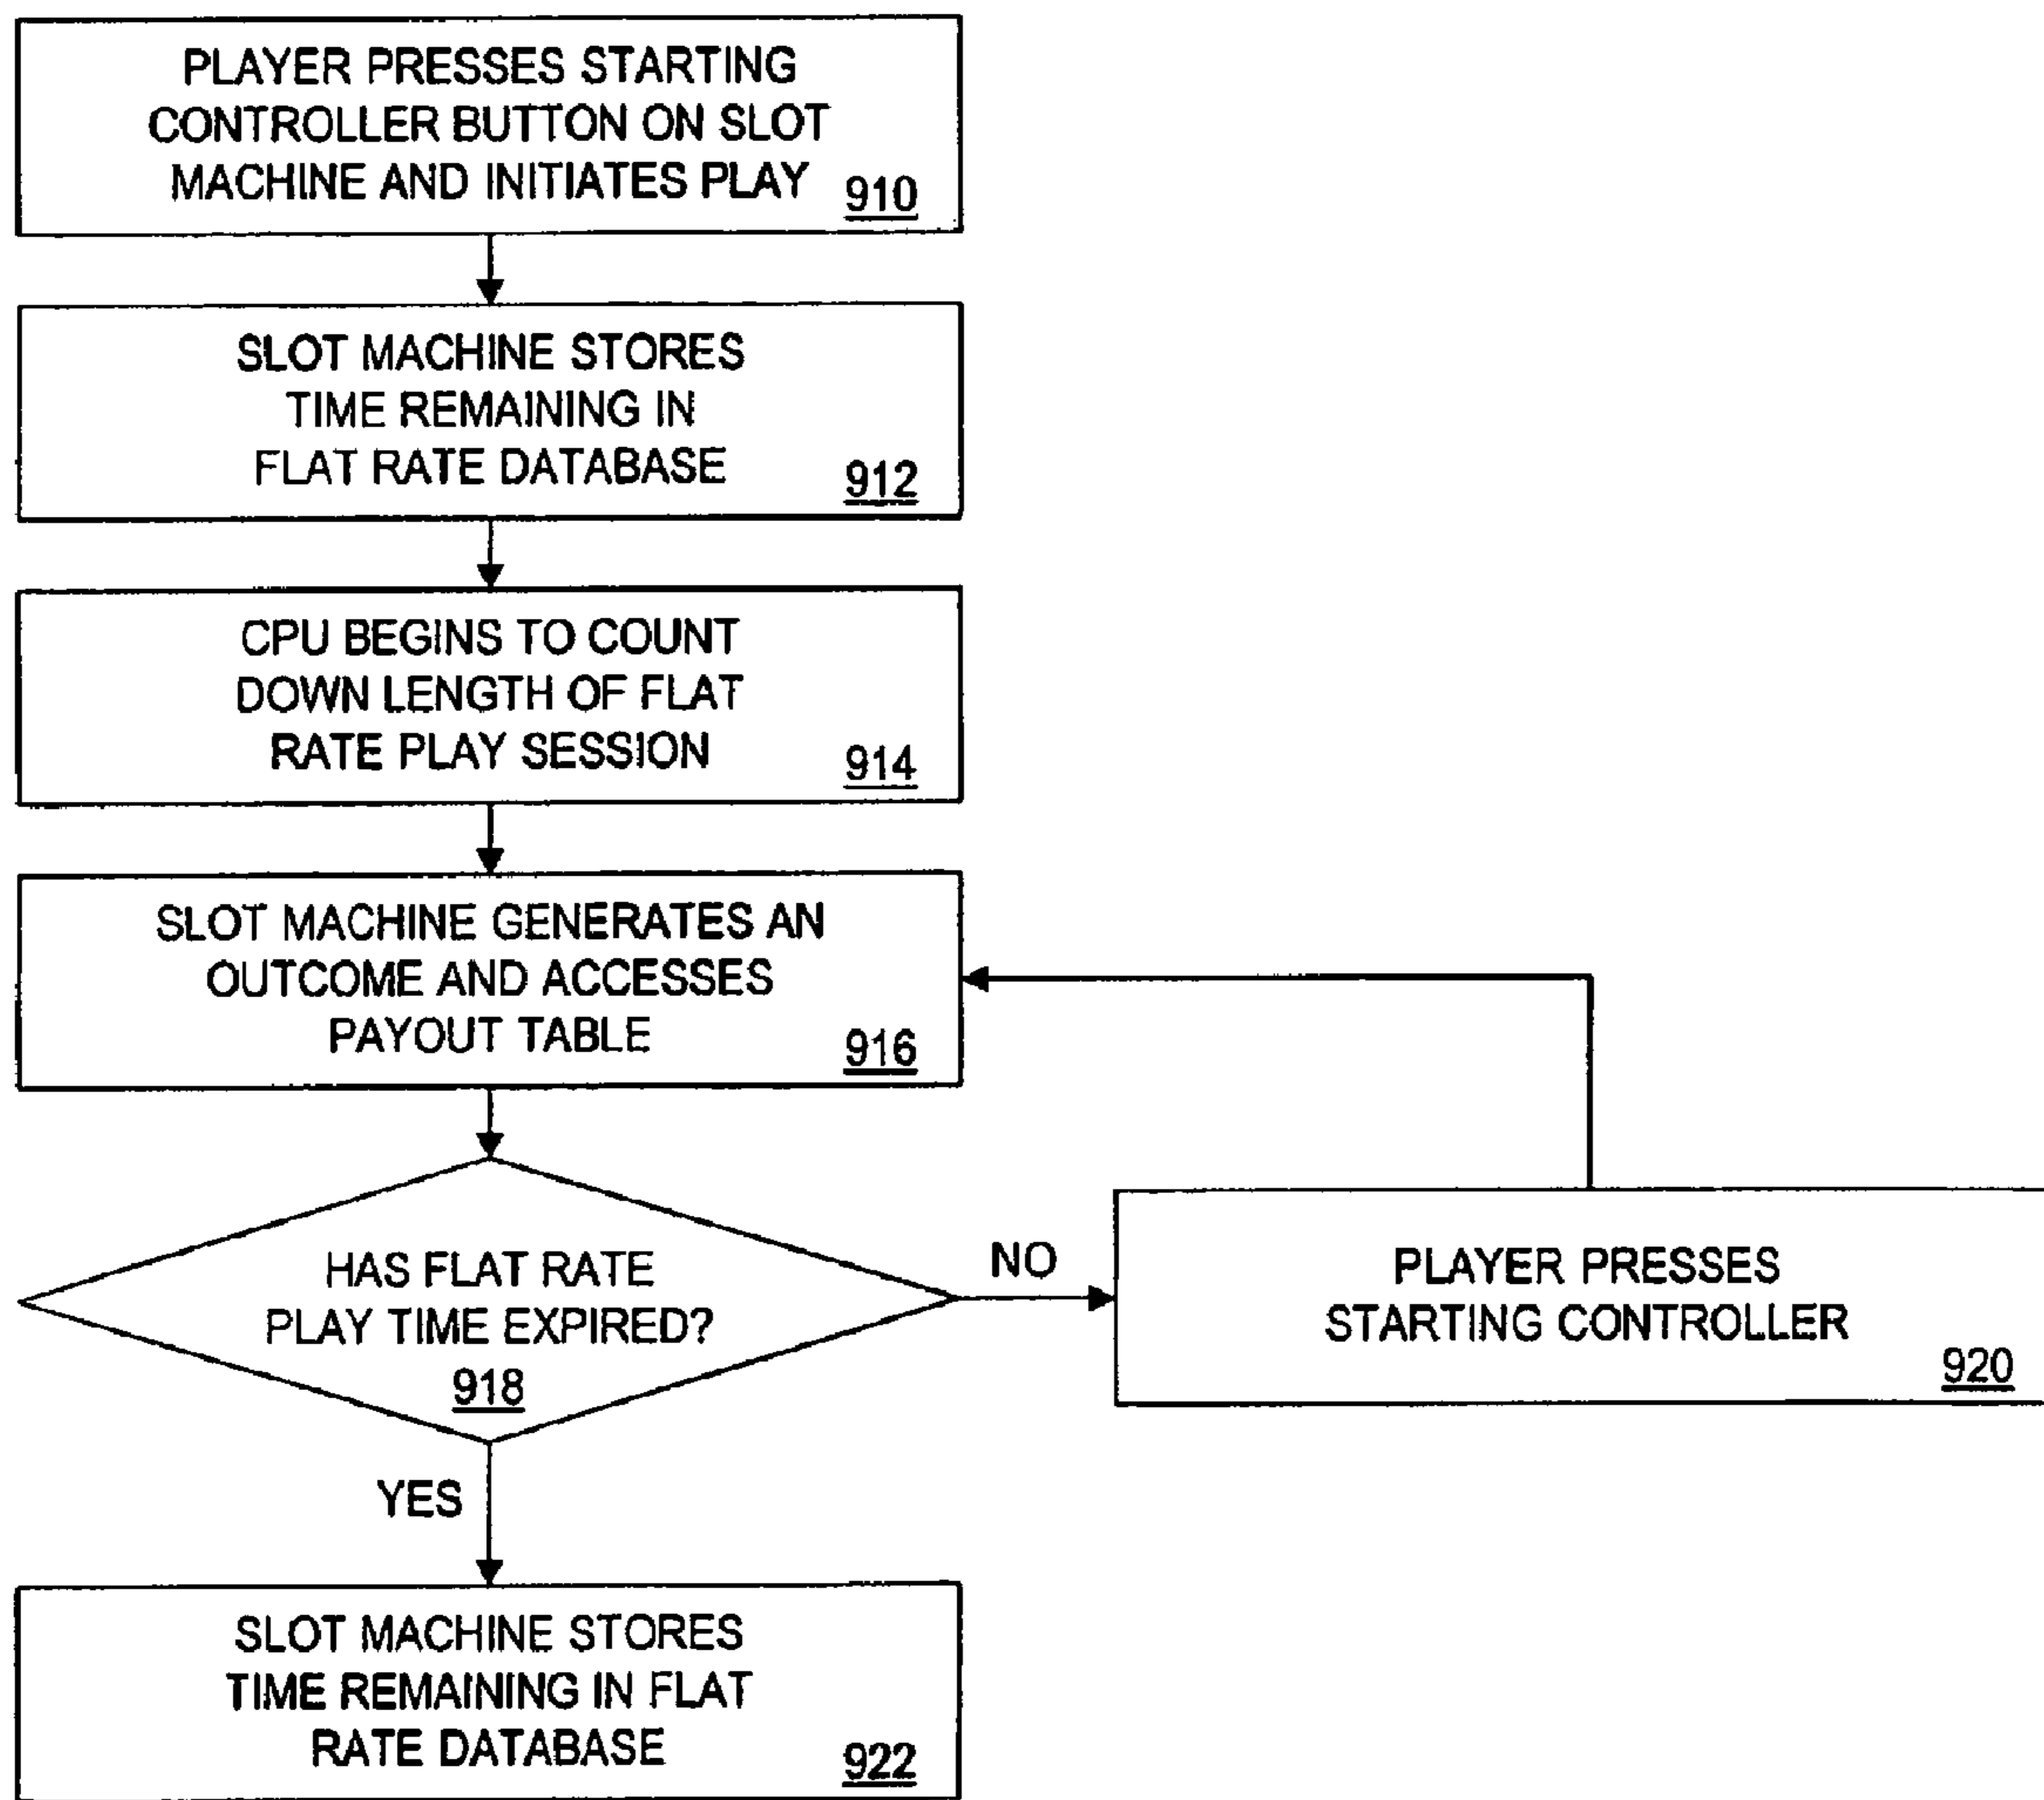 PLAYER PRESSES STARTING
CONTROLLER BUTTON ON SLOT
MACHINE AND INITIATES PLAY
910
SLOT MACHINE STORES
TIME REMAINING IN
FLAT RATE DATABASE
912
CPU BEGINS TO COUNT
DOWN LENGTH OF FLAT
RATE PLAY SESSION
914
SLOT MACHINE GENERATES AN
OUTCOME AND ACCESSES
PAYOUT TABLE
916
HAS FLAT RATE
PLAY TIME EXPIRED?
918
NO
PLAYER PRESSES
STARTING CONTROLLER
920
YES
SLOT MACHINE STORES
TIME REMAINING IN FLAT
RATE DATABASE
922